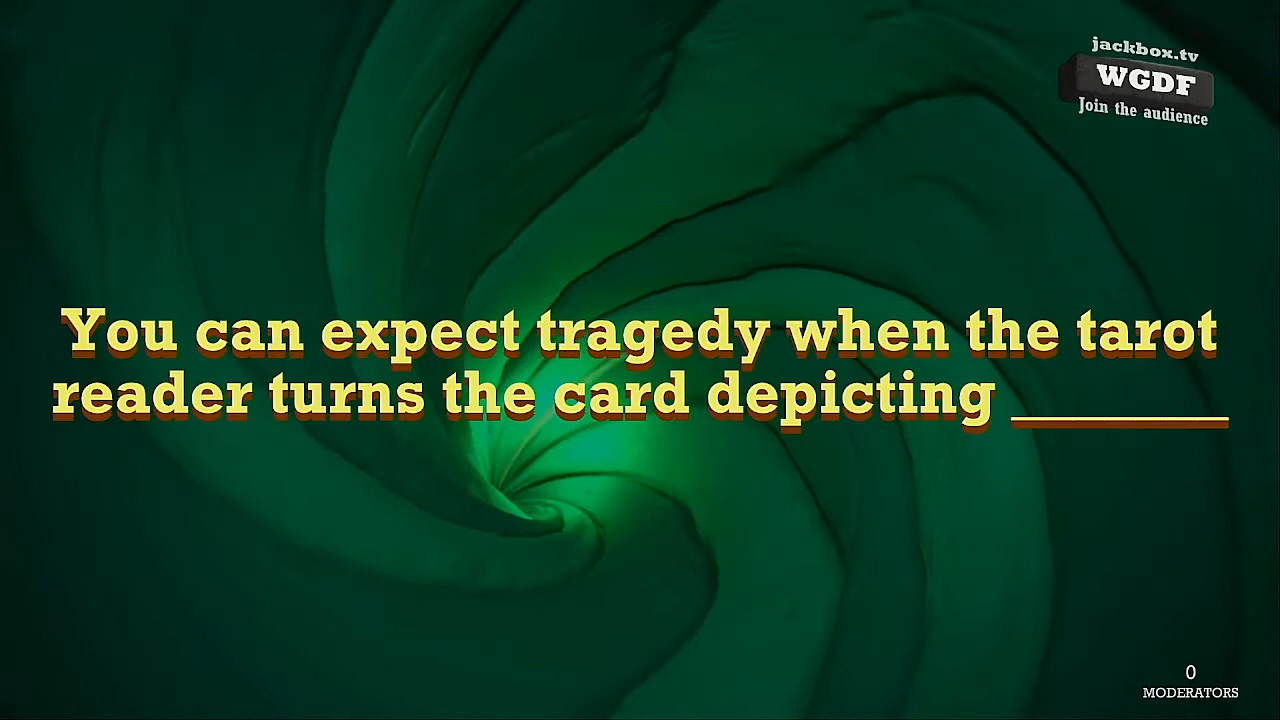 jackbox.tv
WGDF
Join the audience
You can expect tragedy when the tarot
reader turns the card depicting ________
0
MODERATORS